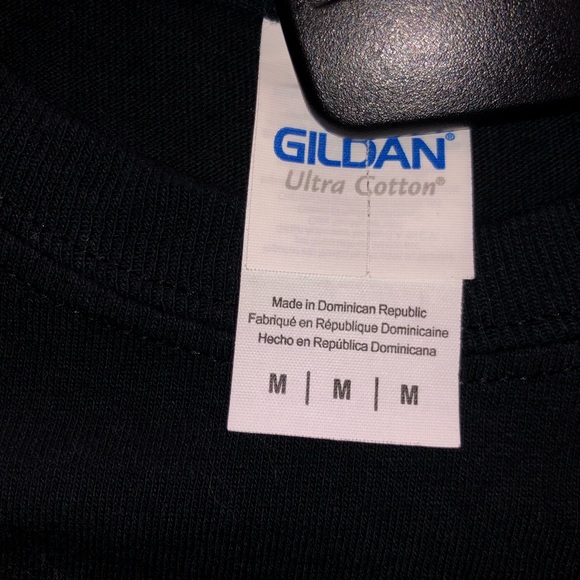 GILDAN®
Ultra Cotton®
Made in Dominican Republic
Fabriqué en République Dominicaine
Hecho en República Dominicana
M | M | M